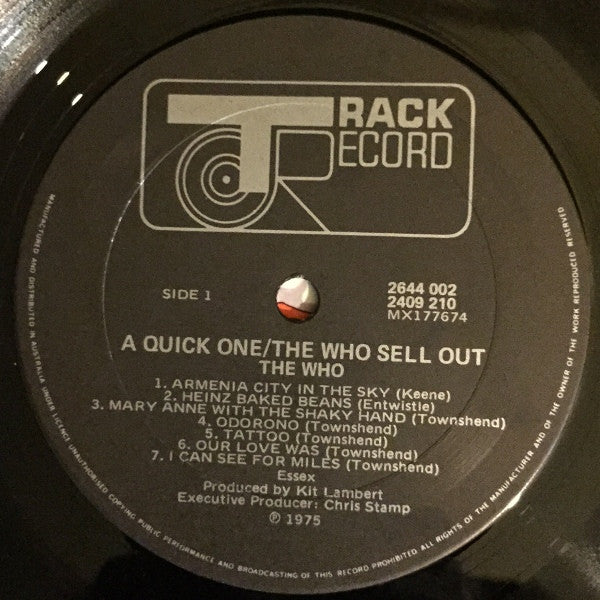 TRACK
RECORD
SIDE 1
2644 002
2409 210
MX177674
A QUICK ONE/THE WHO SELL OUT
THE WHO
1. ARMENIA CITY IN THE SKY (Keene)
2. HEINZ BAKED BEANS (Entwistle)
3. MARY ANNE WITH THE SHAKY HAND (Townshend)
4. ODORONO (Townshend)
5. TATTOO (Townshend)
6. OUR LOVE WAS (Townshend)
7. I CAN SEE FOR MILES (Townshend)
Essex
Produced by Kit Lambert
Executive Producer: Chris Stamp
℗ 1975
MANUFACTURED AND DISTRIBUTED IN AUSTRALIA UNDER LICENCE UNAUTHORISED COPYING PUBLIC PERFORMANCE AND BROADCASTING OF THIS RECORD PROHIBITED ALL RIGHTS OF THE MANUFACTURER AND OF THE OWNER OF THE WORK REPRODUCED RESERVED